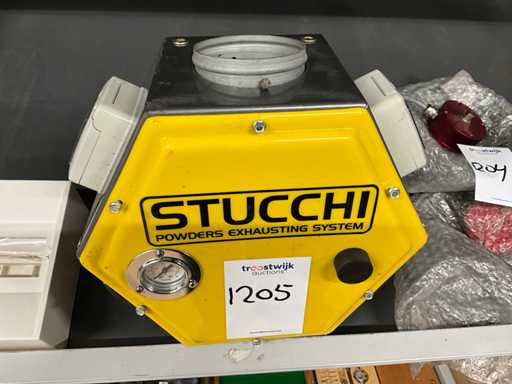 STUCCHI
POWDERS EXHAUSTING SYSTEM
troostwijk
auctions
1205
troostwijk
204